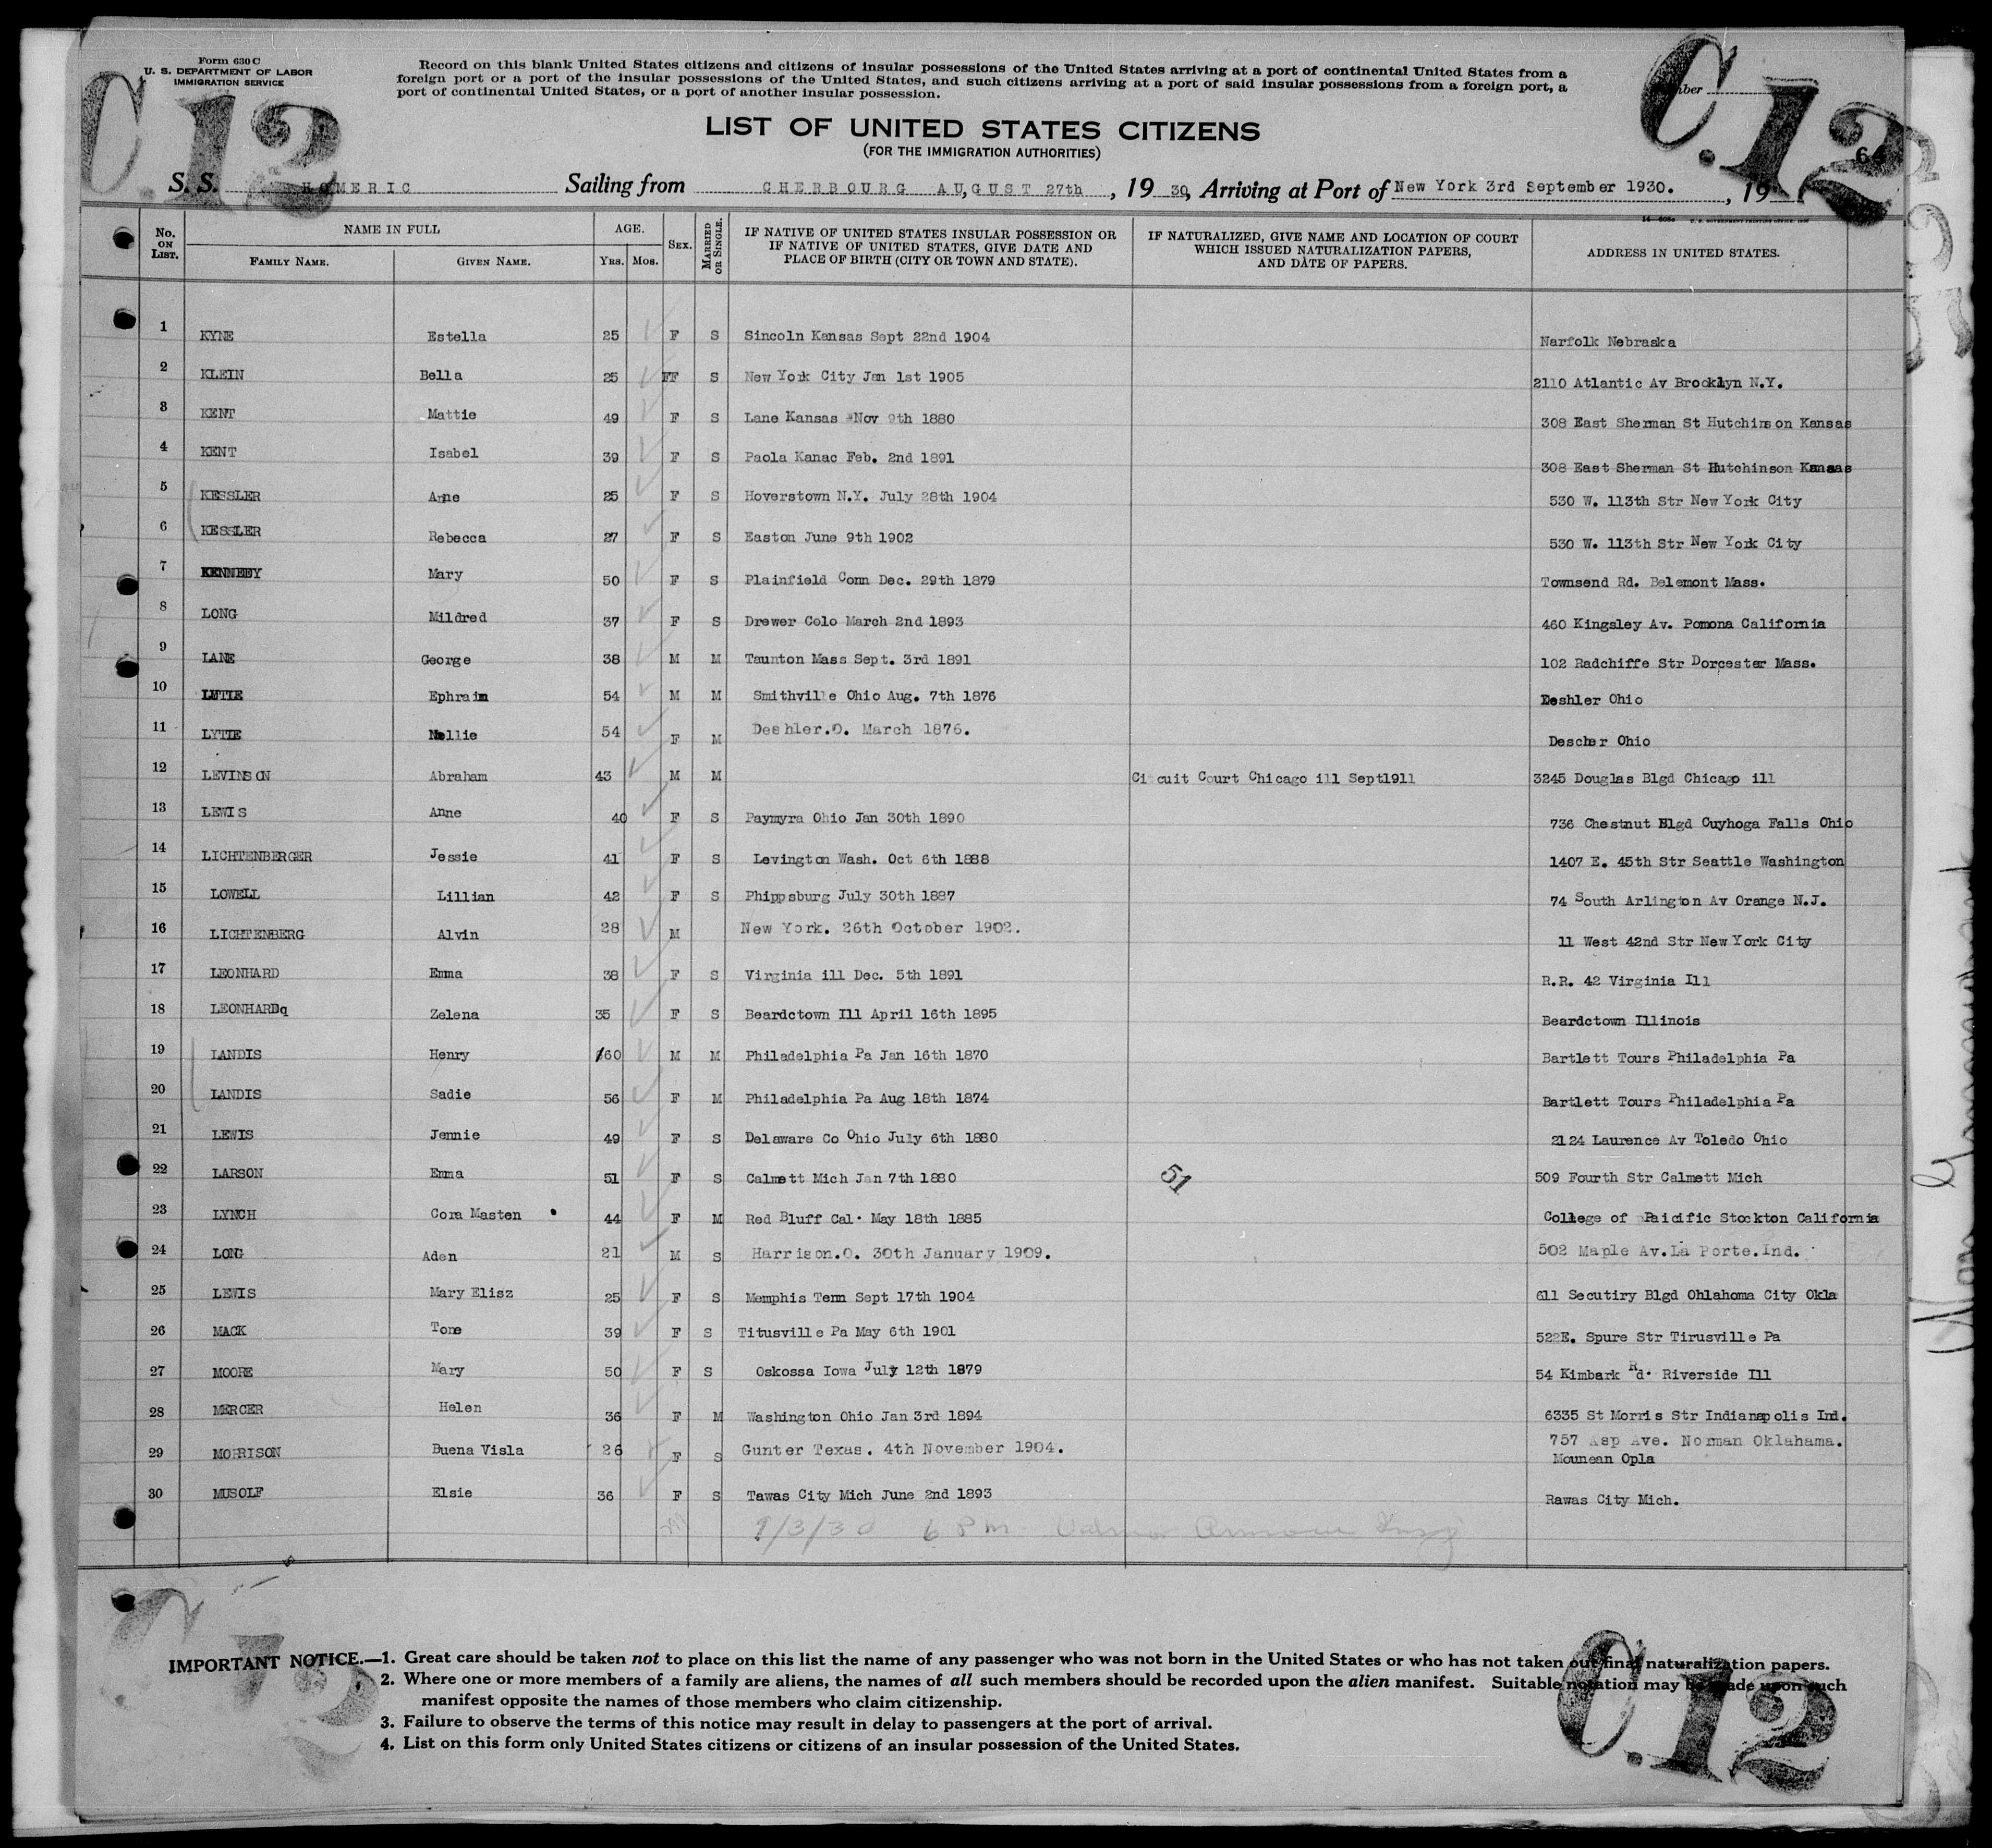 Form 630 C
U. S. DEPARTMENT OF LABOR
IMMIGRATION SERVICE
Record on this blank United States citizens and citizens of insular possessions of the United States arriving at a port of continental United States from a
foreign port or a port of the insular possessions of the United States, and such citizens arriving at a port of said insular possessions from a foreign port, a
port of continental United States, or a port of another insular possession.
C.12
C.12
LIST OF UNITED STATES CITIZENS
(FOR THE IMMIGRATION AUTHORITIES)
S. S. HOMERIC Sailing from CHERBOURG AUGUST 27th, 19 30, Arriving at Port of New York 3rd September 1930. , 19
No. ON LIST. NAME IN FULL FAMILY NAME. GIVEN NAME. AGE. YRS. MOS. SEX. MARRIED OR SINGLE. IF NATIVE OF UNITED STATES INSULAR POSSESSION OR IF NATIVE OF UNITED STATES, GIVE DATE AND PLACE OF BIRTH (CITY OR TOWN AND STATE). IF NATURALIZED, GIVE NAME AND LOCATION OF COURT WHICH ISSUED NATURALIZATION PAPERS, AND DATE OF PAPERS. ADDRESS IN UNITED STATES.
1 KYNE Estella 25 F S Sincoln Kansas Sept 22nd 1904 Narfolk Nebraska
2 KLEIN Bella 25 FF S New York City Jan 1st 1905 2110 Atlantic Av Brooklyn N.Y.
3 KENT Mattie 49 F S Lane Kansas Nov 9th 1880 308 East Sherman St Hutchinson Kansas
4 KENT Isabel 39 F S Paola Kanac Feb. 2nd 1891 308 East Sherman St Hutchinson Kansas
5 KESSLER Anne 25 F S Hoverstown N.Y. July 28th 1904 530 W. 113th Str New York City
6 KESSLER Rebecca 27 F S Easton June 9th 1902 530 W. 113th Str New York City
7 KENNEDY Mary 50 F S Plainfield Conn Dec. 29th 1879 Townsend Rd. Belemont Mass.
8 LONG Mildred 37 F S Drewer Colo March 2nd 1893 460 Kingsley Av. Pomona California
9 LANE George 38 M M Taunton Mass Sept. 3rd 1891 102 Radchiffe Str Dorcester Mass.
10 LUTIE Ephraim 54 M M Smithville Ohio Aug. 7th 1876 Deshler Ohio
11 LYTIE Nellie 54 F M Deshler.O. March 1876. Descher Ohio
12 LEVINSON Abraham 43 M M Circuit Court Chicago ill Sept1911 3245 Douglas Blgd Chicago ill
13 LEWIS Anne 40 F S Paymyra Ohio Jan 30th 1890 736 Chestnut Blgd Cuyhoga Falls Ohio
14 LICHTENBERGER Jessie 41 F S Levington Wash. Oct 6th 1888 1407 E. 45th Str Seattle Washington
15 LOWELL Lillian 42 F S Phippsburg July 30th 1887 74 South Arlington Av Orange N.J.
16 LICHTENBERG Alvin 28 M New York. 26th October 1902. 11 West 42nd Str New York City
17 LEONHARD Emma 38 F S Virginia ill Dec. 5th 1891 R.R. 42 Virginia Ill
18 LEONHARDq Zelena 35 F S Beardctown Ill April 16th 1895 Beardctown Illinois
19 LANDIS Henry 60 M M Philadelphia Pa Jan 16th 1870 Bartlett Tours Philadelphia Pa
20 LANDIS Sadie 56 F M Philadelphia Pa Aug 18th 1874 Bartlett Tours Philadelphia Pa
21 LEWIS Jennie 49 F S Delaware Co Ohio July 6th 1880 2124 Laurence Av Toledo Ohio
22 LARSON Emma 51 F S Calmett Mich Jan 7th 1880 51 509 Fourth Str Calmett Mich
23 LYNCH Cora Masten 44 F M Red Bluff Cal. May 18th 1885 College of Paicific Stockton California
24 LONG Aden 21 M S Harrison.O. 30th January 1909. 502 Maple Av.La Porte.Ind.
25 LEWIS Mary Elisz 25 F S Memphis Tenn Sept 17th 1904 611 Secutiry Blgd Ohlahoma City Okla
26 MACK Tone 39 F S Titusville Pa May 6th 1901 522E. Spure Str Tirusville Pa
27 MOORE Mary 50 F S Oskossa Iowa July 12th 1879 54 Kimbark Rd. Riverside Ill
28 MERCER Helen 36 F M Washington Ohio Jan 3rd 1894 6335 St Morris Str Indianapolis Ind.
29 MORRISON Buena Visla 26 F S Gunter Texas. 4th November 1904. 757 Asp Ave. Norman Oklahama.
Mounean Opla
30 MUSOLF Elsie 36 F S Tawas City Mich June 2nd 1893 Rawas City Mich.
9/3/30 6 PM
IMPORTANT NOTICE.—1. Great care should be taken not to place on this list the name of any passenger who was not born in the United States or who has not taken out final naturalization papers.
2. Where one or more members of a family are aliens, the names of all such members should be recorded upon the alien manifest. Suitable notation may be made upon such
manifest opposite the names of those members who claim citizenship.
3. Failure to observe the terms of this notice may result in delay to passengers at the port of arrival.
4. List on this form only United States citizens or citizens of an insular possession of the United States.
C.12